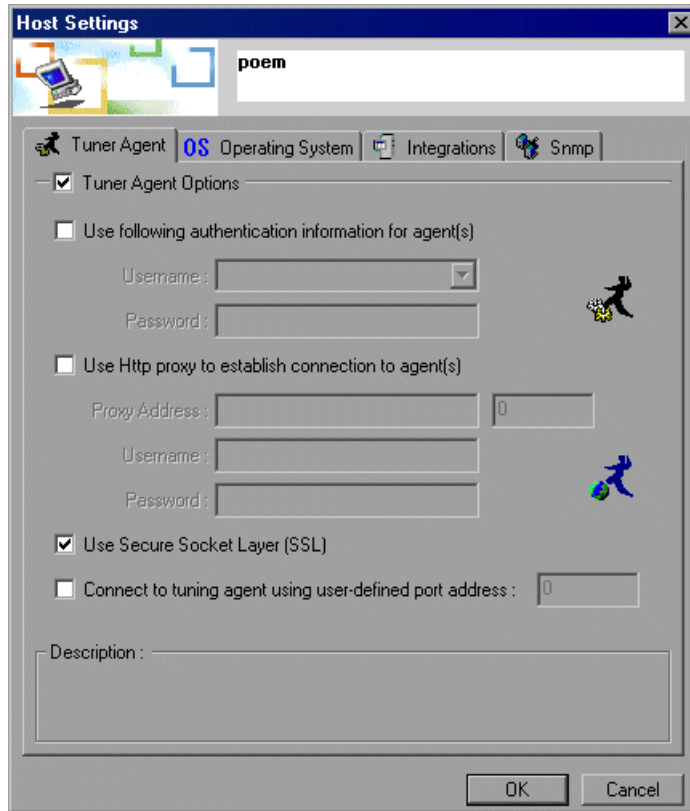 Host Settings
poem
Tuner Agent OS Operating System Integrations Snmp
Tuner Agent Options
Use following authentication information for agent(s)
Username :
Password :
Use Http proxy to establish connection to agent(s)
Proxy Address : 0
Username :
Password :
Use Secure Socket Layer (SSL)
Connect to tuning agent using user-defined port address : 0
Description :
OK Cancel